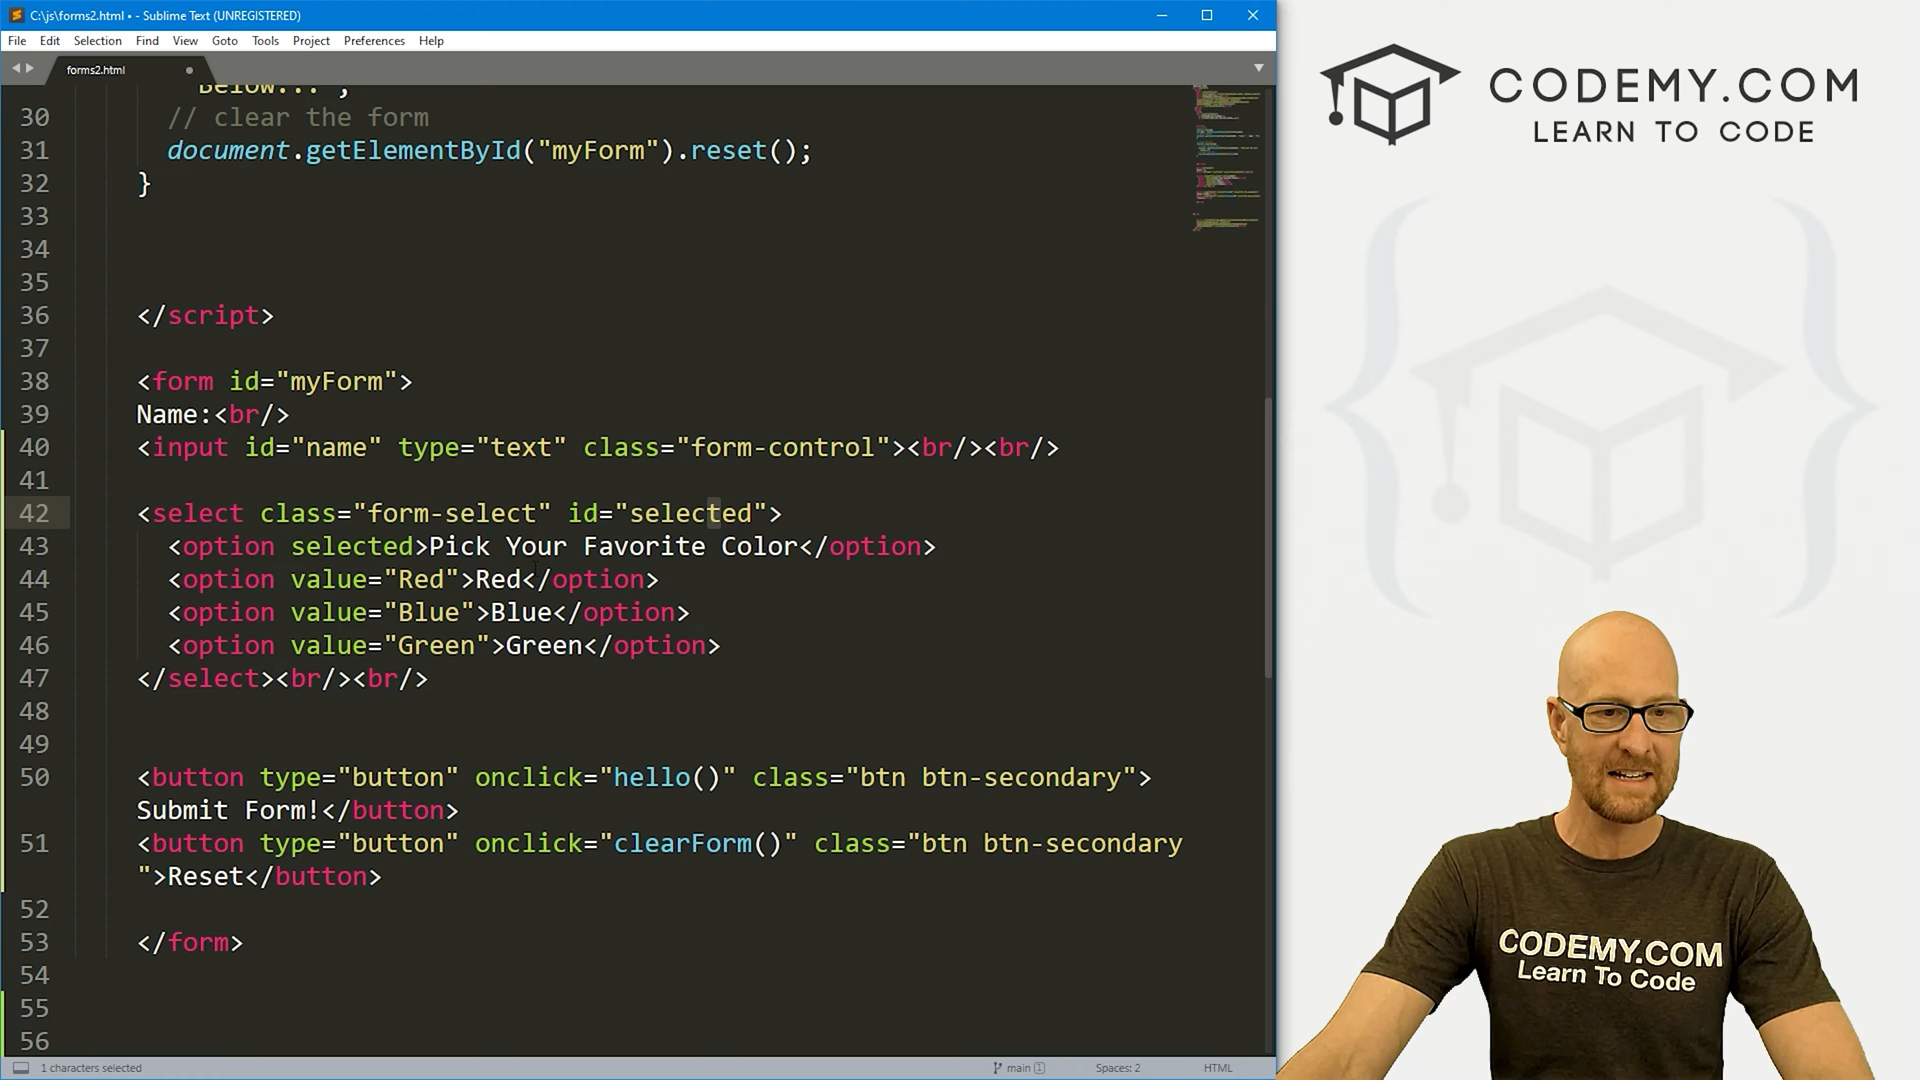 C:\js\forms2.html • - Sublime Text (UNREGISTERED)
File Edit Selection Find View Goto Tools Project Preferences Help
forms2.html
Below...";
30 // clear the form
31 document.getElementById("myForm").reset();
32 }
33
34
35
36 </script>
37
38 <form id="myForm">
39 Name:<br/>
40 <input id="name" type="text" class="form-control"><br/><br/>
41
42 <select class="form-select" id="selected">
43 <option selected>Pick Your Favorite Color</option>
44 <option value="Red">Red</option>
45 <option value="Blue">Blue</option>
46 <option value="Green">Green</option>
47 </select><br/><br/>
48
49
50 <button type="button" onclick="hello()" class="btn btn-secondary">
Submit Form!</button>
51 <button type="button" onclick="clearForm()" class="btn btn-secondary
">Reset</button>
52
53 </form>
54
55
56
1 characters selected
main 1
Spaces: 2
HTML
CODEMY.COM
LEARN TO CODE
CODEMY.COM
Learn To Code